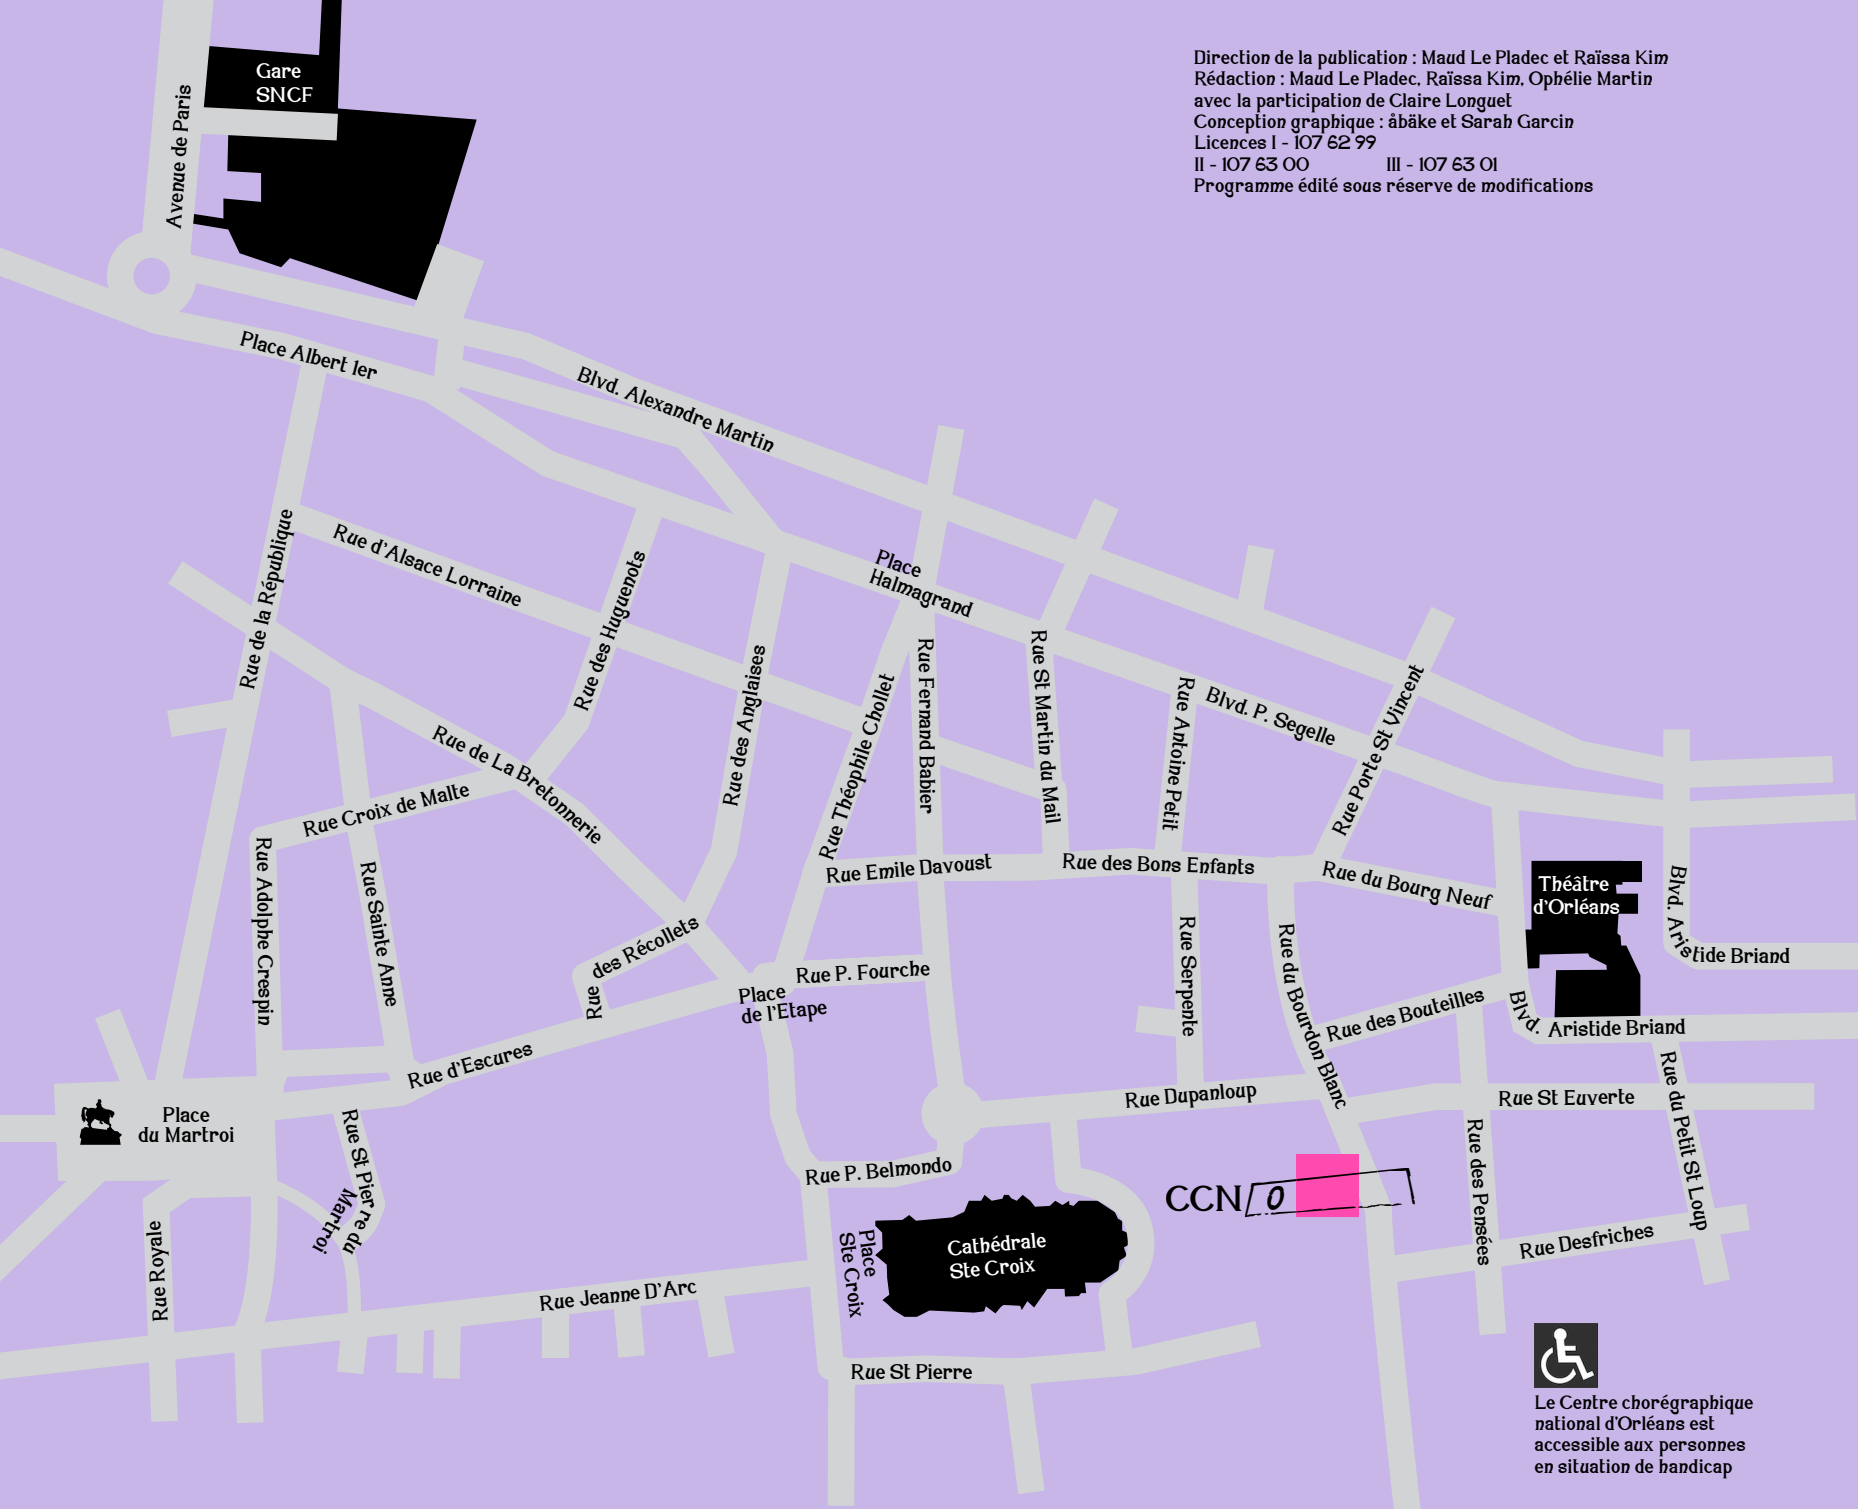 Gare
SNCF
Avenue de Paris
Direction de la publication : Maud Le Pladec et Raïssa Kim
Rédaction : Maud Le Pladec, Raïssa Kim, Ophélie Martin
avec la participation de Claire Longuet
Conception graphique : åbäke et Sarah Garcin
Licences I - 107 62 99
II - 107 63 00 III - 107 63 01
Programme édité sous réserve de modifications
Place Albert 1er
Blvd. Alexandre Martin
Rue de la République
Rue d'Alsace Lorraine
Rue des Huguenots
Place
Halmagrand
Rue des Anglaises
Rue Théophile Chollet
Rue Fernand Babier
Rue St Martin du Mail
Rue Antoine Petit
Blvd. P. Segelle
Rue Porte St Vincent
Rue de La Bretonnerie
Rue Croix de Malte
Rue Adolphe Crespin
Rue Sainte Anne
Rue Emile Davoust
Rue des Bons Enfants
Rue du Bourg Neuf
Théâtre
d'Orléans
Blvd. Aristide Briand
Rue des Récollets
Rue P. Fourche
Place
de l'Etape
Rue Serpente
Rue du Bourdon Blanc
Rue des Bouteilles
Blvd. Aristide Briand
Rue d'Escures
Rue Dupanloup
Rue St Euverte
Rue du Petit St Loup
Place
du Martroi
Rue St Pierre du
Martroi
Rue P. Belmondo
CCN O
Rue des Pensées
Rue Desfriches
Rue Royale
Place
Ste Croix
Cathédrale
Ste Croix
Rue Jeanne D'Arc
Rue St Pierre
Le Centre chorégraphique
national d'Orléans est
accessible aux personnes
en situation de handicap